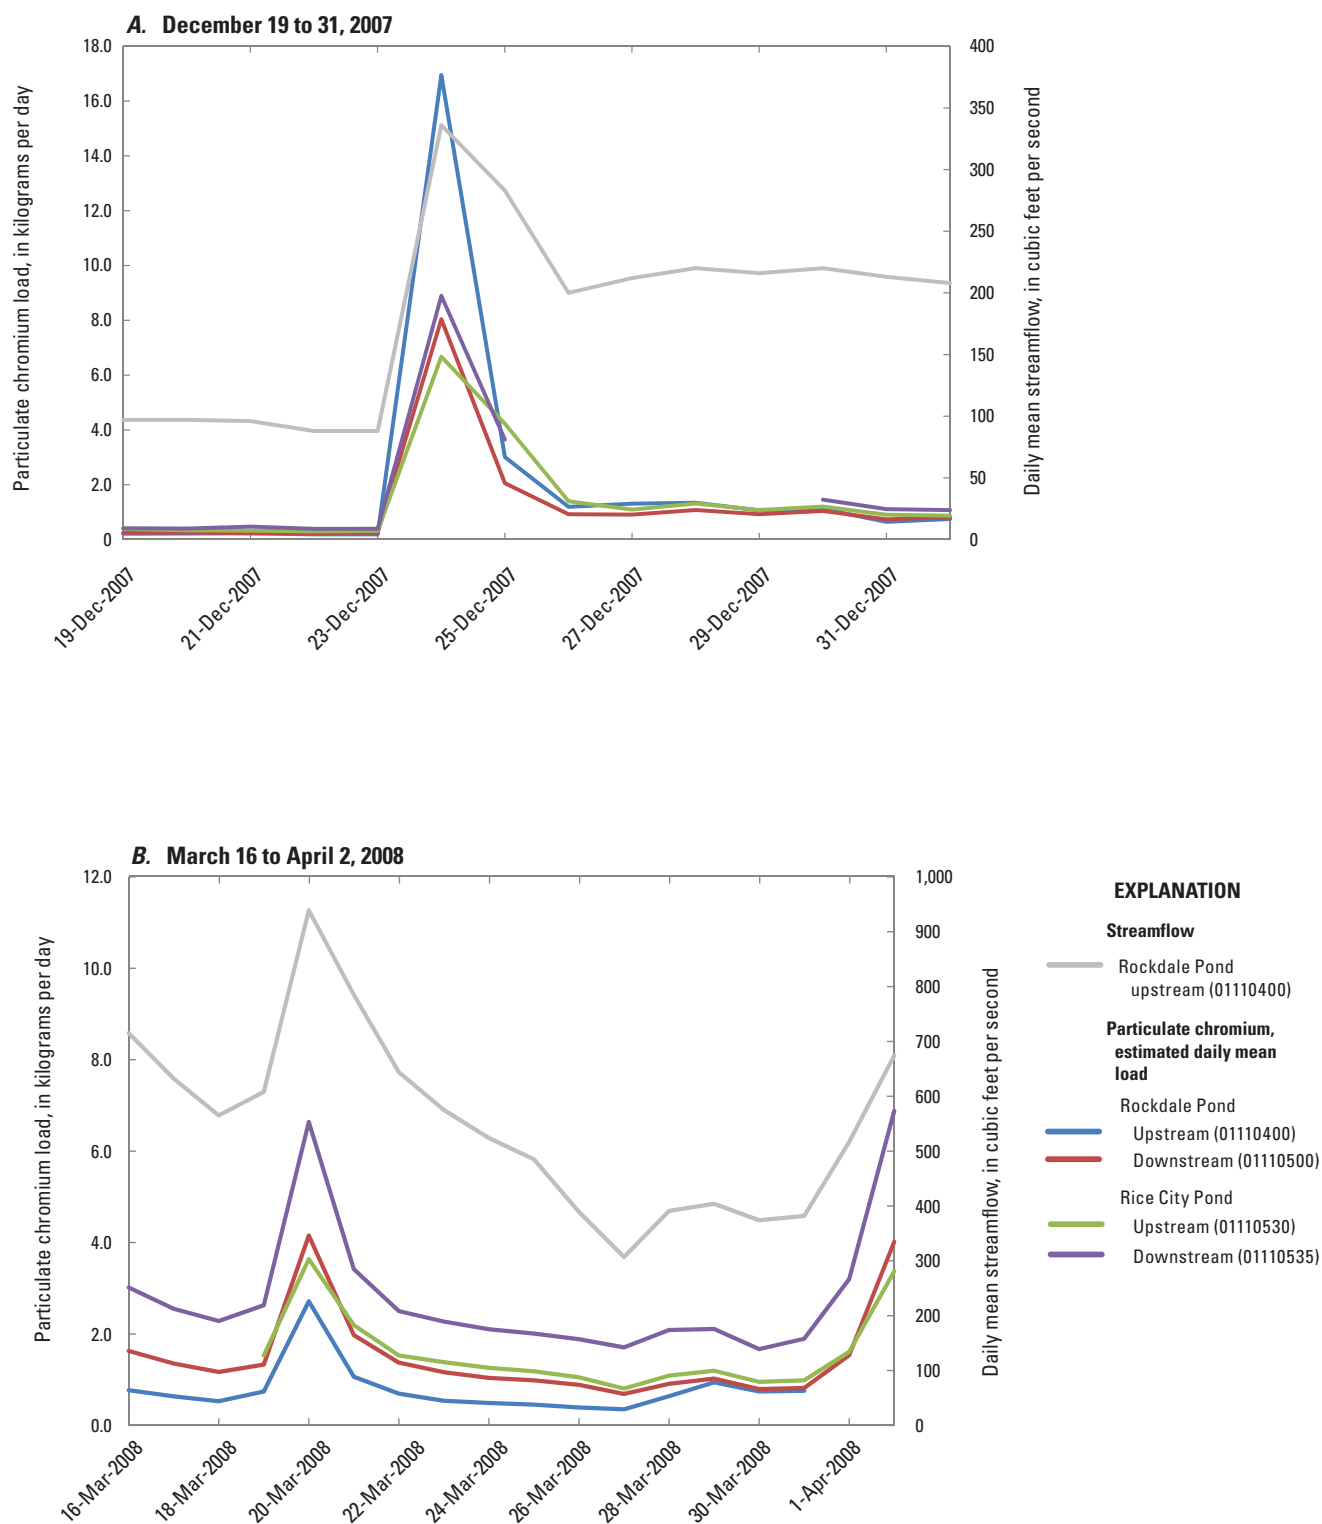 A. December 19 to 31, 2007
Particulate chromium load, in kilograms per day
18.0
16.0
14.0
12.0
10.0
8.0
6.0
4.0
2.0
0
400
350
300
250
200
150
100
50
0
Daily mean streamflow, in cubic feet per second
19-Dec-2007
21-Dec-2007
23-Dec-2007
25-Dec-2007
27-Dec-2007
29-Dec-2007
31-Dec-2007
B. March 16 to April 2, 2008
Particulate chromium load, in kilograms per day
12.0
10.0
8.0
6.0
4.0
2.0
0.0
1,000
900
800
700
600
500
400
300
200
100
0
Daily mean streamflow, in cubic feet per second
16-Mar-2008
18-Mar-2008
20-Mar-2008
22-Mar-2008
24-Mar-2008
26-Mar-2008
28-Mar-2008
30-Mar-2008
1-Apr-2008
EXPLANATION
Streamflow
Rockdale Pond
upstream (01110400)
Particulate chromium,
estimated daily mean
load
Rockdale Pond
Upstream (01110400)
Downstream (01110500)
Rice City Pond
Upstream (01110530)
Downstream (01110535)